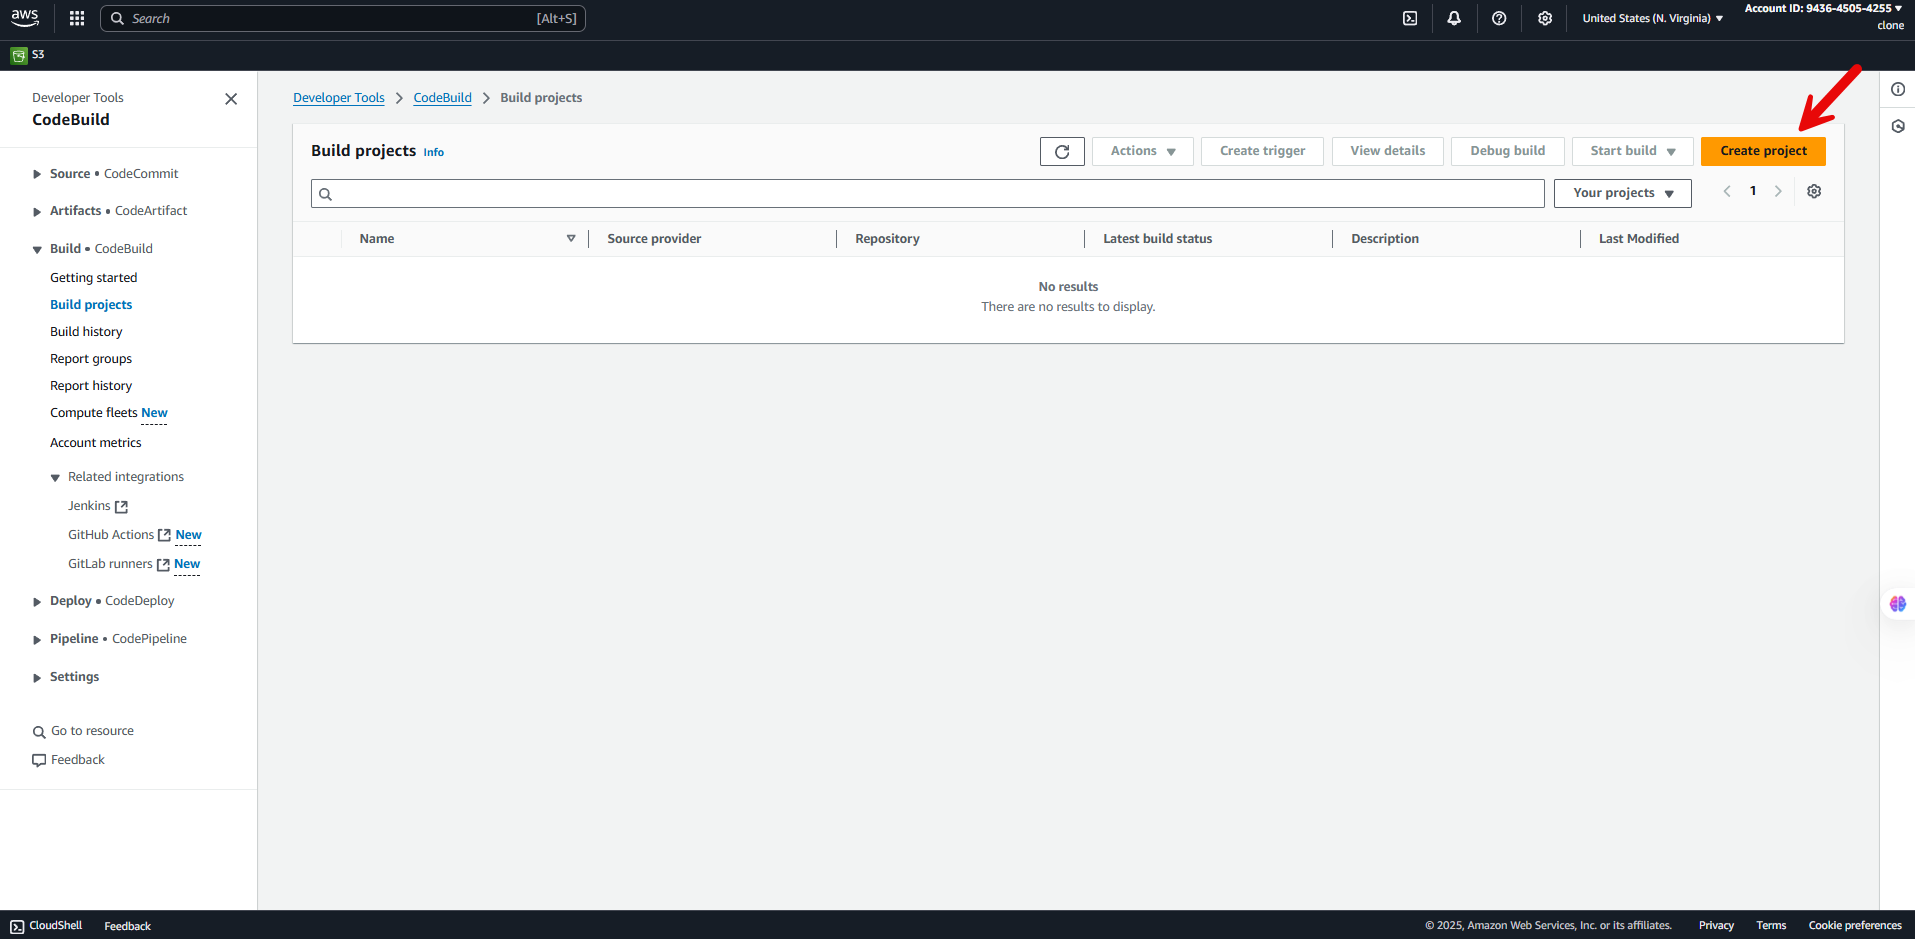 aws
Search [Alt+S]
United States (N. Virginia)
Account ID: 9436-4505-4255
clone
S3
Developer Tools
CodeBuild
Source • CodeCommit
Artifacts • CodeArtifact
Build • CodeBuild
Getting started
Build projects
Build history
Report groups
Report history
Compute fleets New
Account metrics
Related integrations
Jenkins
GitHub Actions New
GitLab runners New
Deploy • CodeDeploy
Pipeline • CodePipeline
Settings
Go to resource
Feedback
Developer Tools > CodeBuild > Build projects
Build projects Info
Actions
Create trigger
View details
Debug build
Start build
Create project
Your projects
1
Name Source provider Repository Latest build status Description Last Modified
No results
There are no results to display.
CloudShell Feedback
© 2025, Amazon Web Services, Inc. or its affiliates. Privacy Terms Cookie preferences